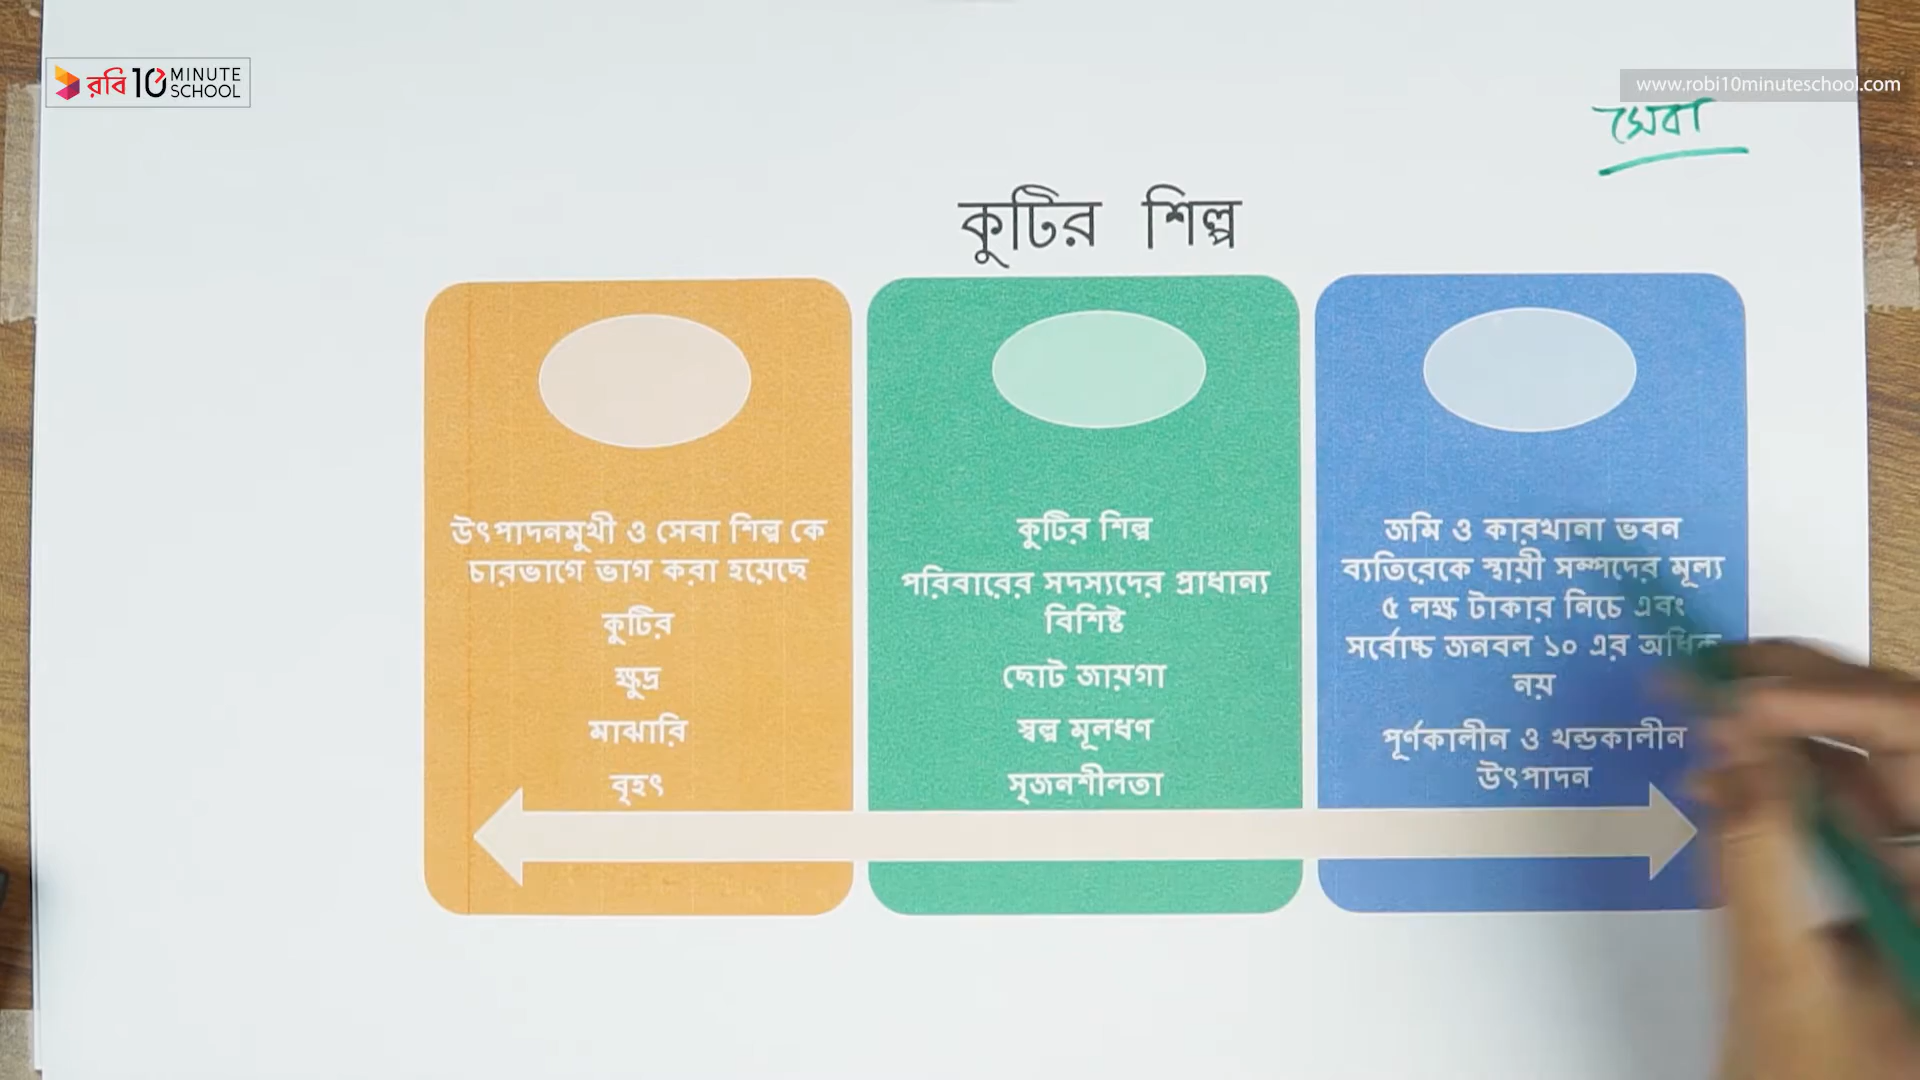 রবি 10 MINUTE SCHOOL
www.robi10minuteschool.com
সেবা
কুটির শিল্প
উৎপাদনমুখী ও সেবা শিল্প কে
চারভাগে ভাগ করা হয়েছে
কুটির
ক্ষুদ্র
মাঝারি
বৃহৎ
কুটির শিল্প
পরিবারের সদস্যদের প্রাধান্য
বিশিষ্ট
ছোট জায়গা
স্বল্প মূলধণ
সৃজনশীলতা
জমি ও কারখানা ভবন
ব্যতিরেকে স্থায়ী সম্পদের মূল্য
৫ লক্ষ টাকার নিচে এবং
সর্বোচ্চ জনবল ১০ এর অধিক
নয়
পূর্ণকালীন ও খন্ডকালীন
উৎপাদন